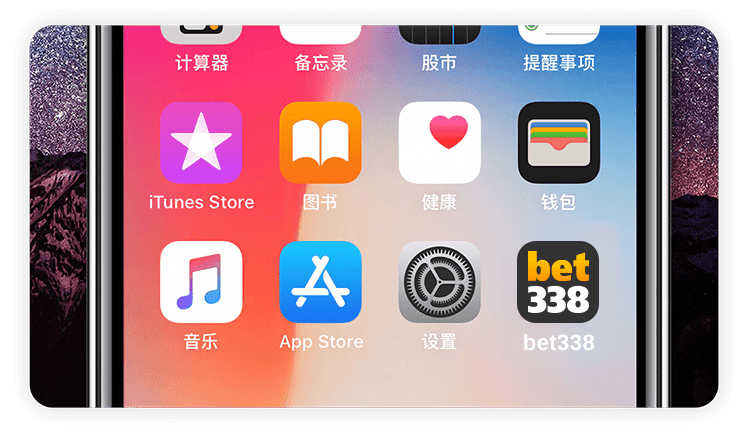 计算器 备忘录 股市 提醒事项
iTunes Store 图书 健康 钱包
bet
338
音乐 App Store 设置 bet338